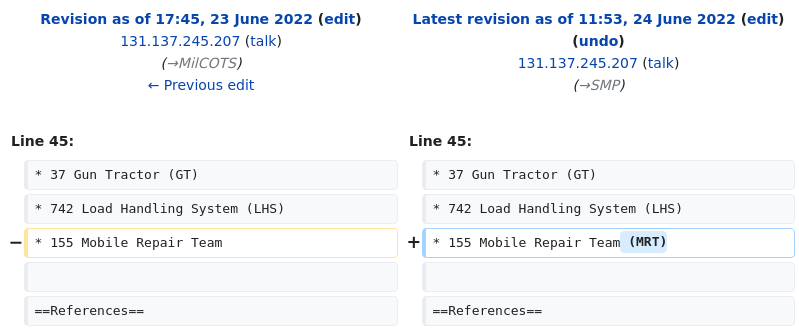 Revision as of 17:45, 23 June 2022 (edit)
131.137.245.207 (talk)
(→MilCOTS)
← Previous edit
Latest revision as of 11:53, 24 June 2022 (edit)
(undo)
131.137.245.207 (talk)
(→SMP)
Line 45:
Line 45:
* 37 Gun Tractor (GT)
* 37 Gun Tractor (GT)
* 742 Load Handling System (LHS)
* 742 Load Handling System (LHS)
− * 155 Mobile Repair Team
+ * 155 Mobile Repair Team (MRT)
==References==
==References==